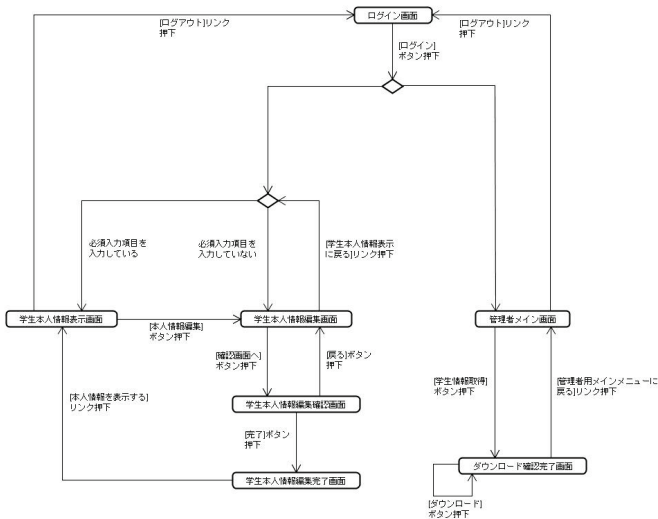 ログイン画面
[ログアウト]リンク
押下
[ログアウト]リンク
押下
[ログイン]
ボタン押下
必須入力項目を
入力している
必須入力項目を
入力していない
[学生本人情報表示
に戻る]リンク押下
学生本人情報表示画面
学生本人情報編集画面
管理者メイン画面
[本人情報編集]
ボタン押下
[確認画面へ]
ボタン押下
[戻る]ボタン
押下
[学生情報取得]
ボタン押下
[管理者用メインメニューに
戻る]リンク押下
[本人情報を表示する]
リンク押下
学生本人情報編集確認画面
[完了]ボタン
押下
学生本人情報編集完了画面
ダウンロード確認完了画面
[ダウンロード]
ボタン押下